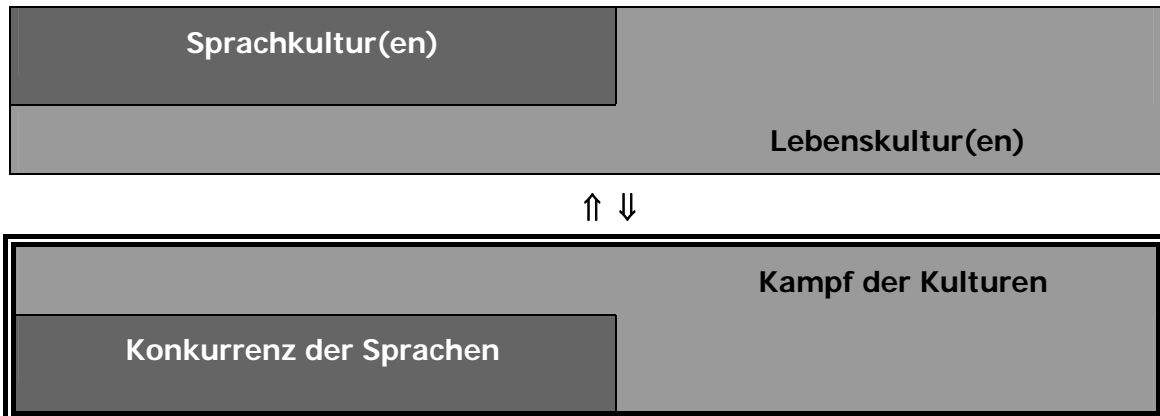 Sprachkultur(en)
Lebenskultur(en)
⇑ ⇓
Kampf der Kulturen
Konkurrenz der Sprachen